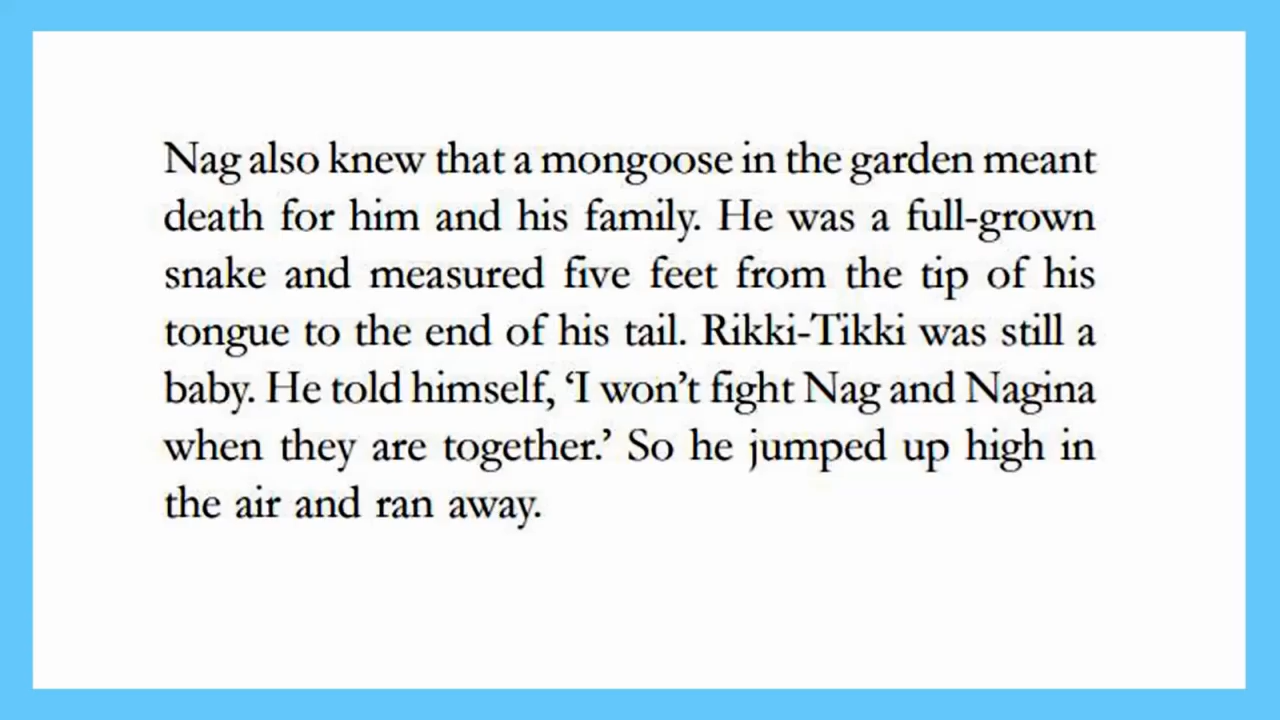 Nag also knew that a mongoose in the garden meant
death for him and his family. He was a full-grown
snake and measured five feet from the tip of his
tongue to the end of his tail. Rikki-Tikki was still a
baby. He told himself, ‘I won’t fight Nag and Nagina
when they are together.’ So he jumped up high in
the air and ran away.